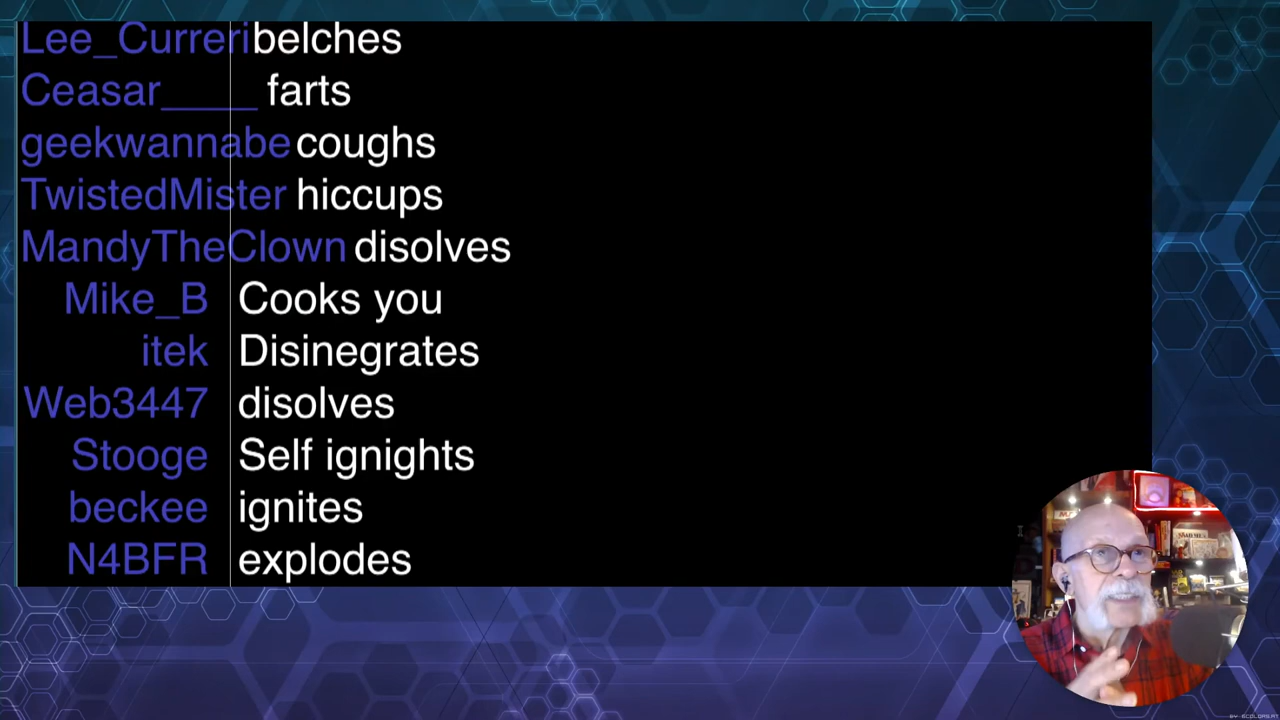 Lee_Curreri belches
Ceasar_____ farts
geekwannabe coughs
TwistedMister hiccups
MandyTheClown disolves
Mike_B Cooks you
itek Disinegrates
Web3447 disolves
Stooge Self ignights
beckee ignites
N4BFR explodes